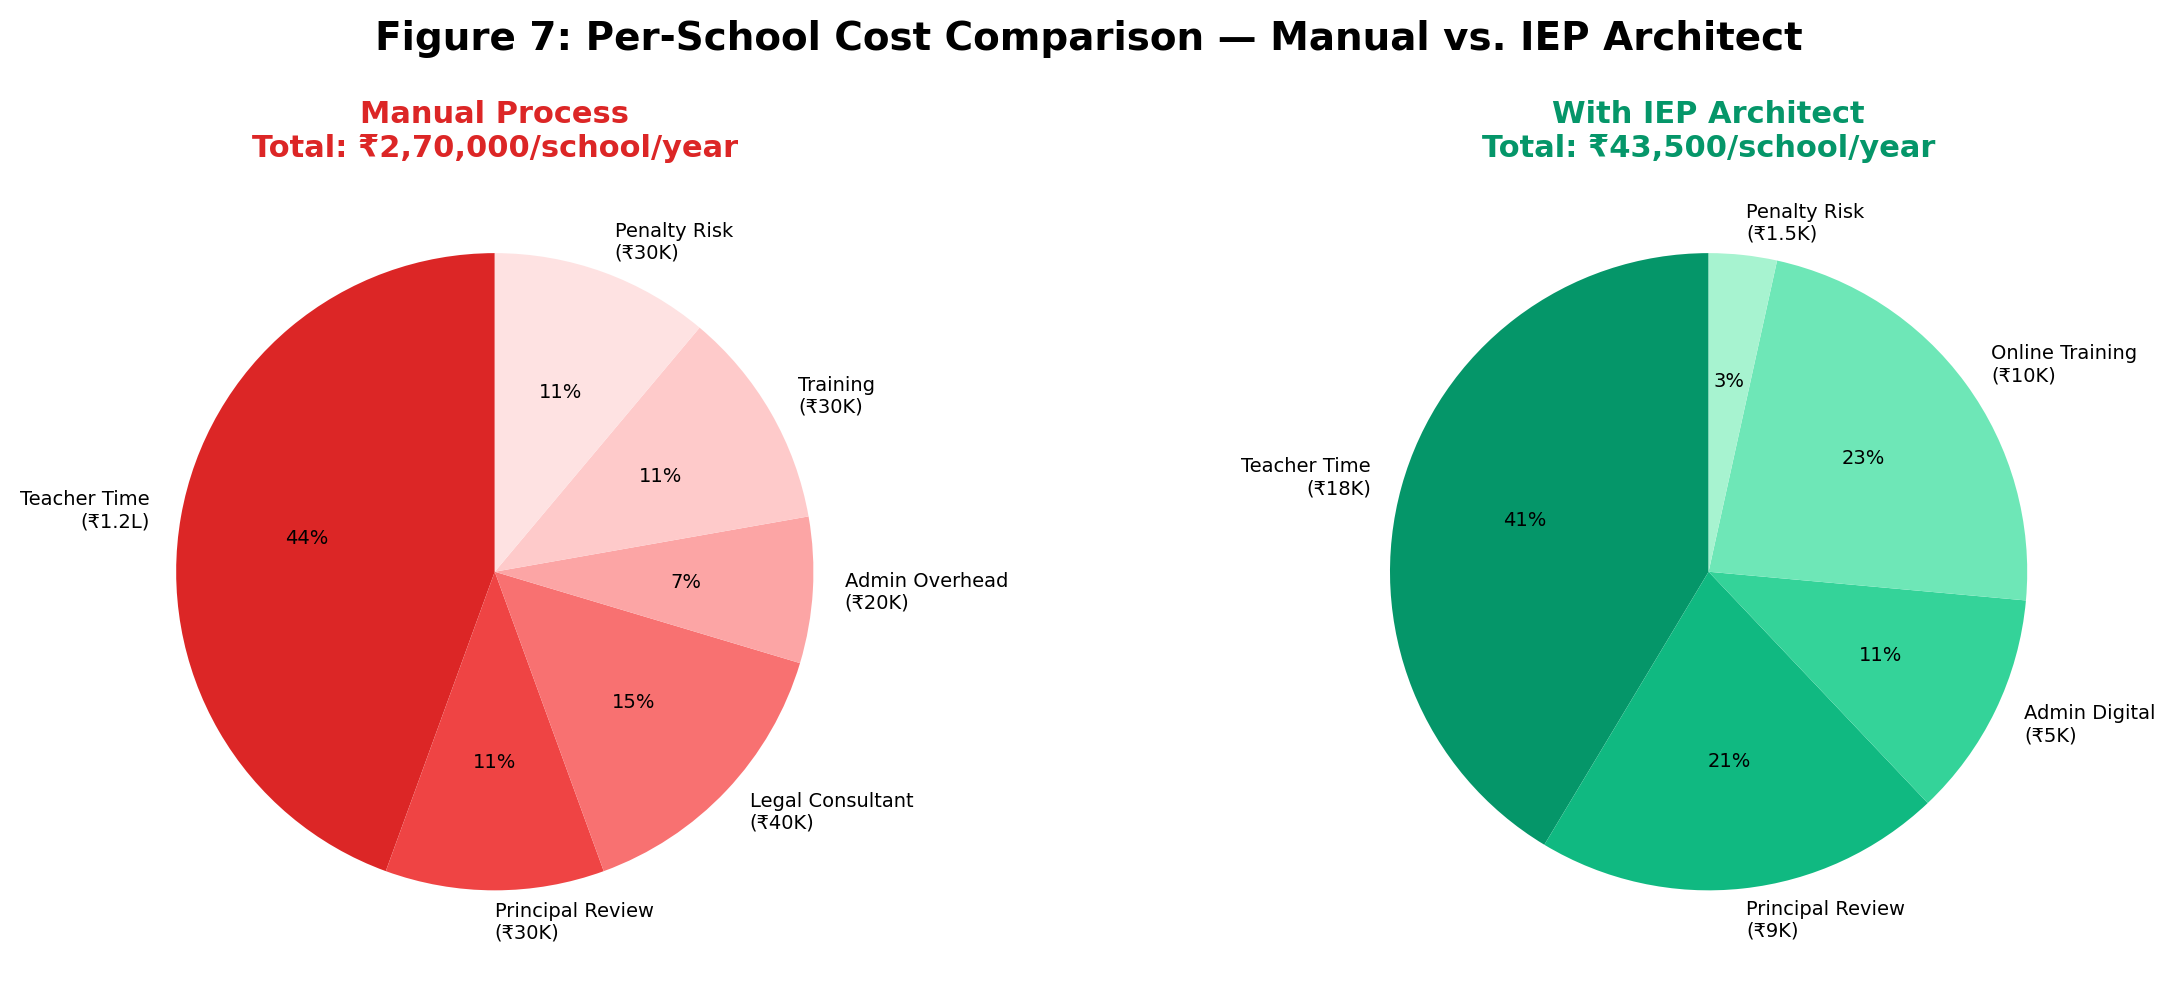 Figure 7: Per-School Cost Comparison — Manual vs. IEP Architect
Manual Process
Total: ₹2,70,000/school/year
Penalty Risk
(₹30K)
Training
(₹30K)
Teacher Time
(₹1.2L)
Admin Overhead
(₹20K)
Legal Consultant
(₹40K)
Principal Review
(₹30K)
11%
11%
44%
7%
15%
11%
With IEP Architect
Total: ₹43,500/school/year
Penalty Risk
(₹1.5K)
Online Training
(₹10K)
Teacher Time
(₹18K)
Admin Digital
(₹5K)
Principal Review
(₹9K)
3%
23%
41%
11%
21%